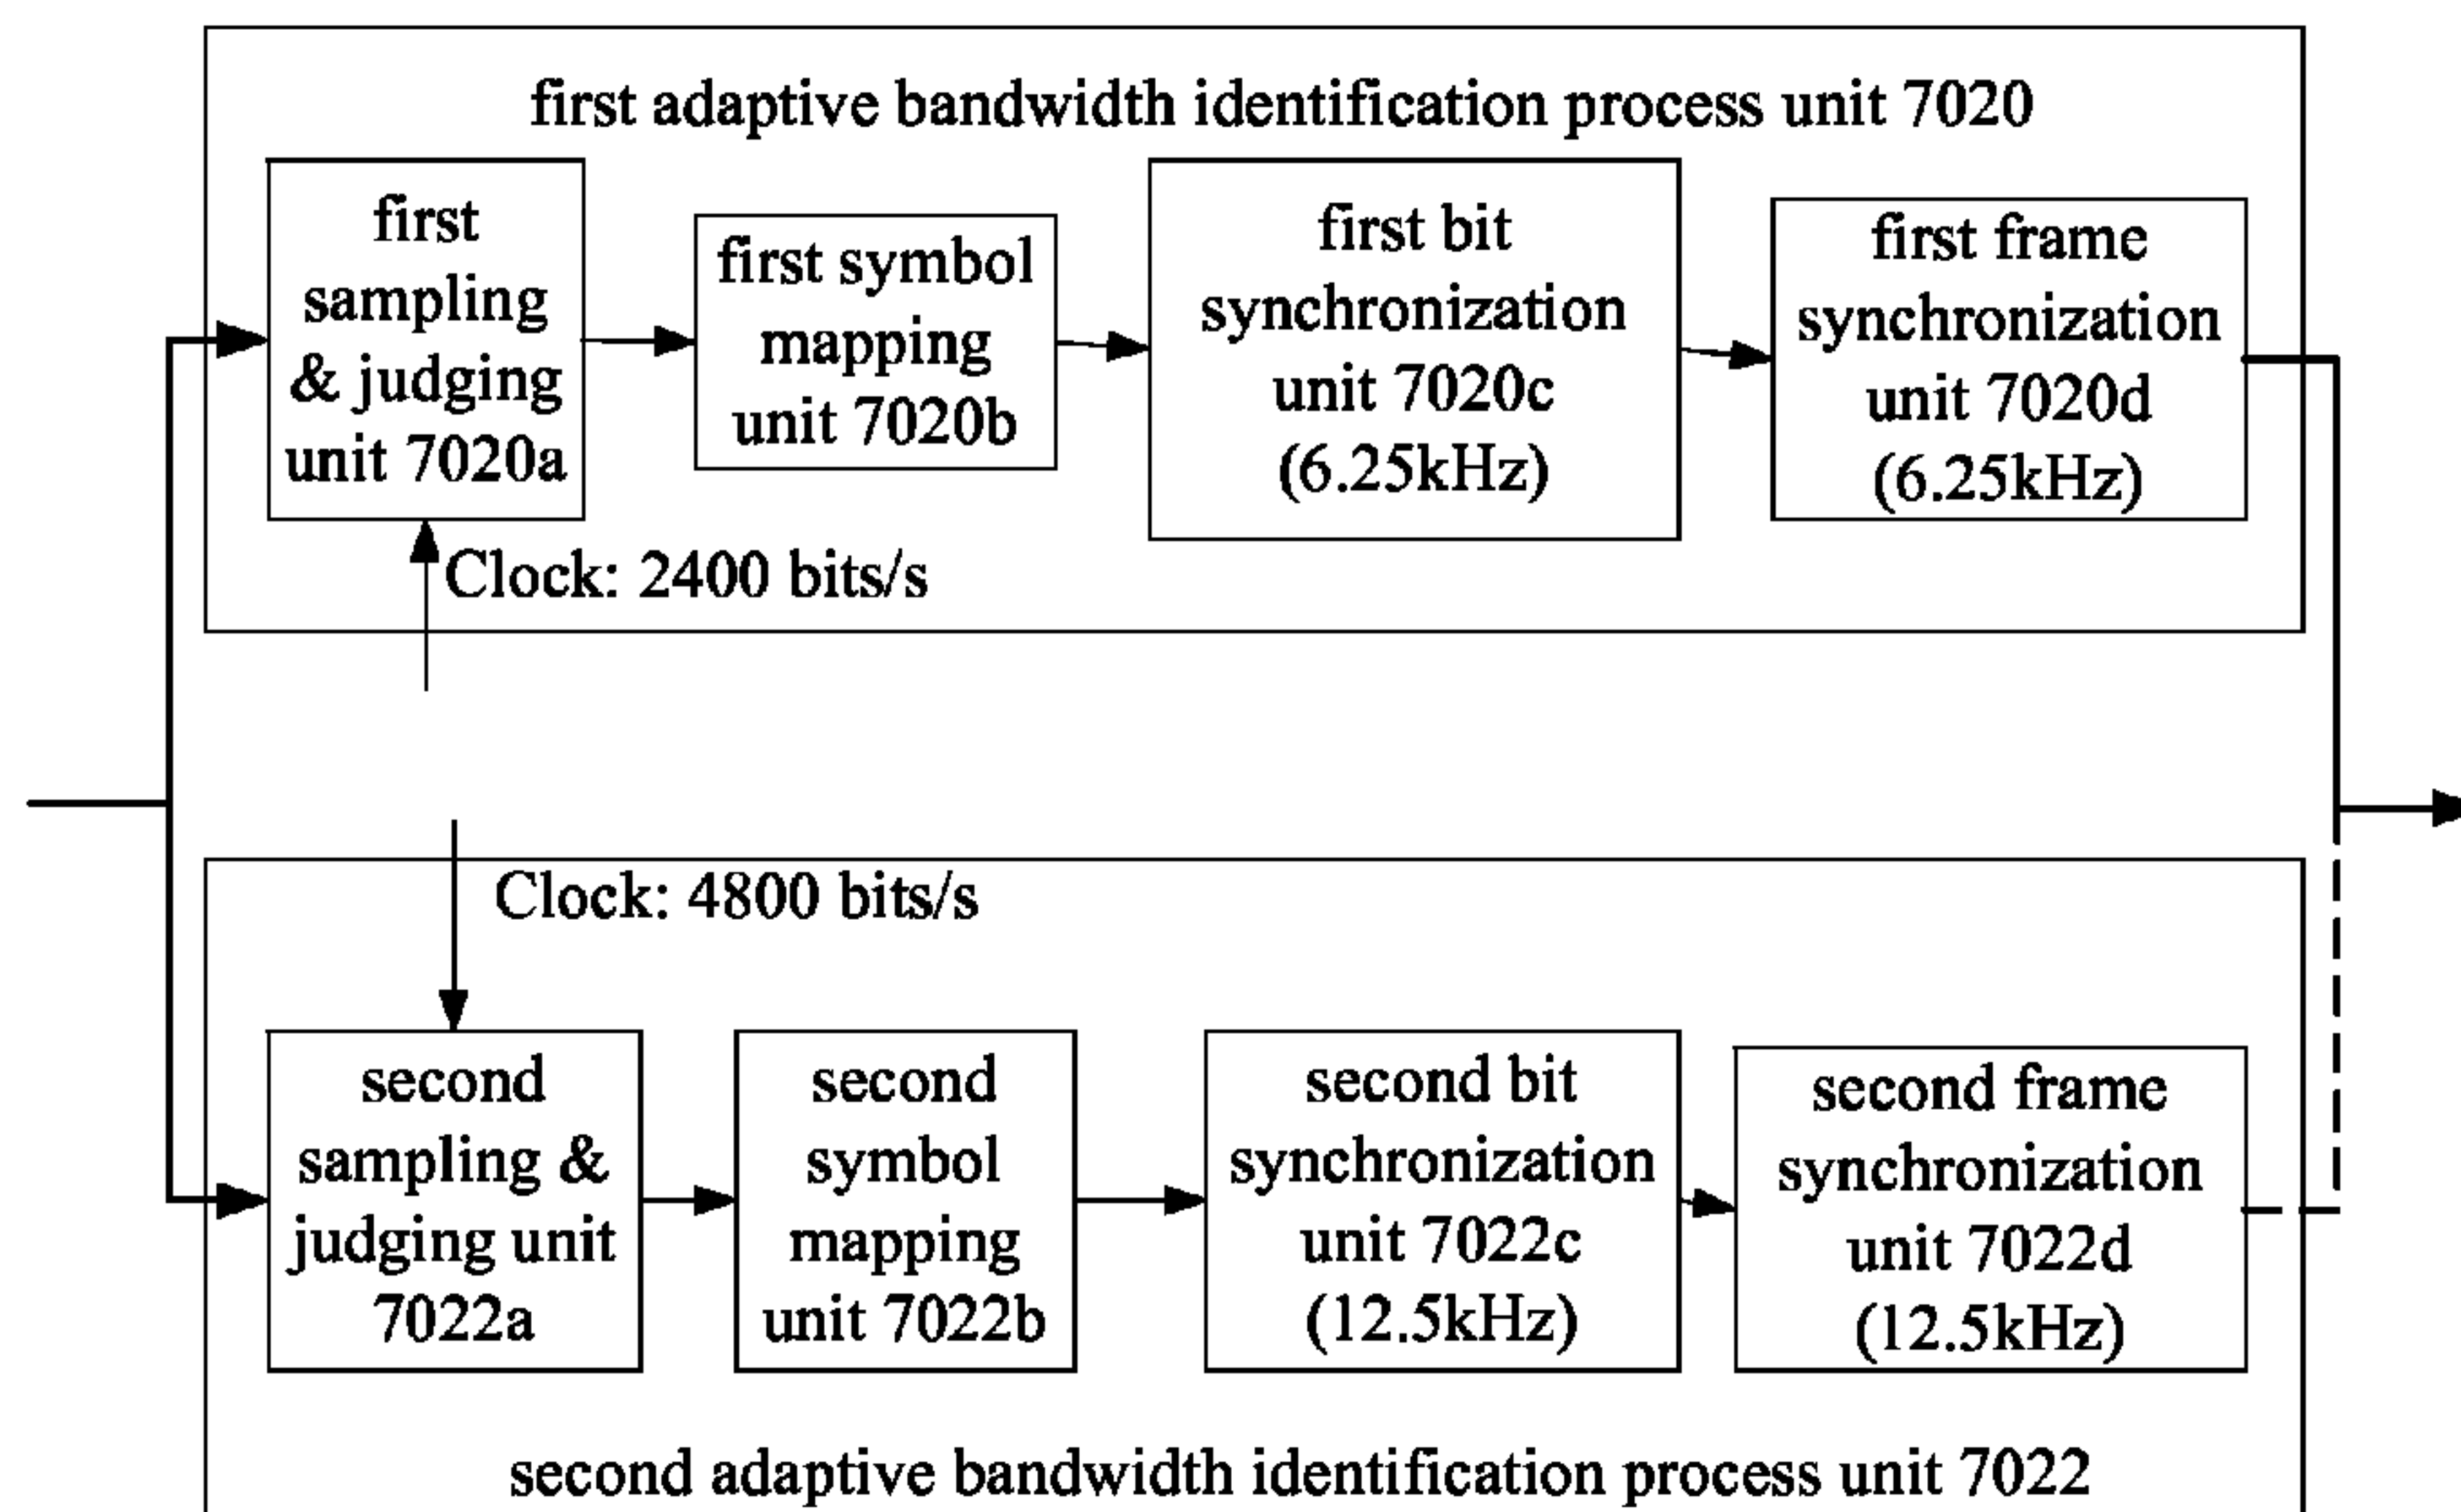 first adaptive bandwidth identification process unit 7020
first
sampling
& judging
unit 7020a
first symbol
mapping
unit 7020b
first bit
synchronization
unit 7020c
(6.25kHz)
first frame
synchronization
unit 7020d
(6.25kHz)
Clock: 2400 bits/s
Clock: 4800 bits/s
second
sampling &
judging unit
7022a
second
symbol
mapping
unit 7022b
second bit
synchronization
unit 7022c
(12.5kHz)
second frame
synchronization
unit 7022d
(12.5kHz)
second adaptive bandwidth identification process unit 7022